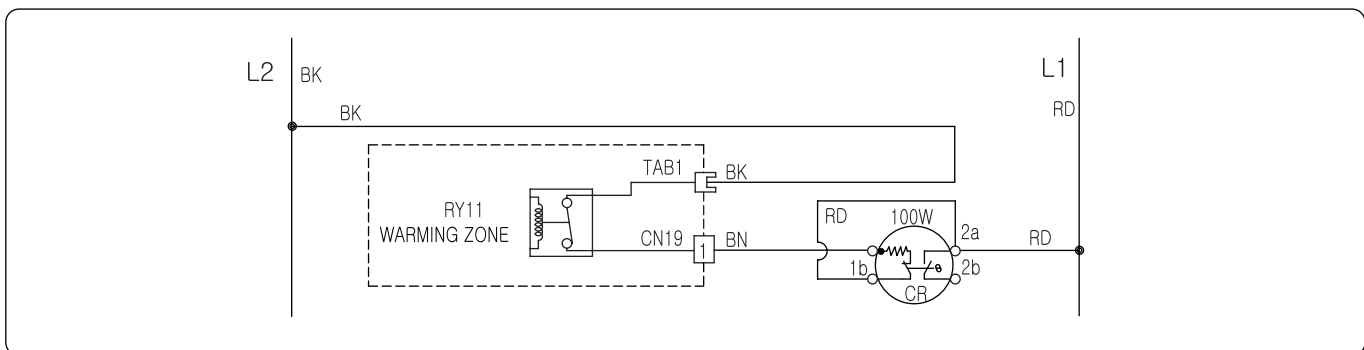 L2
BK
L1
RD
BK
TAB1
BK
RY11
WARMING ZONE
CN19
1
BN
RD
100W
2a
RD
1b
2b
CR